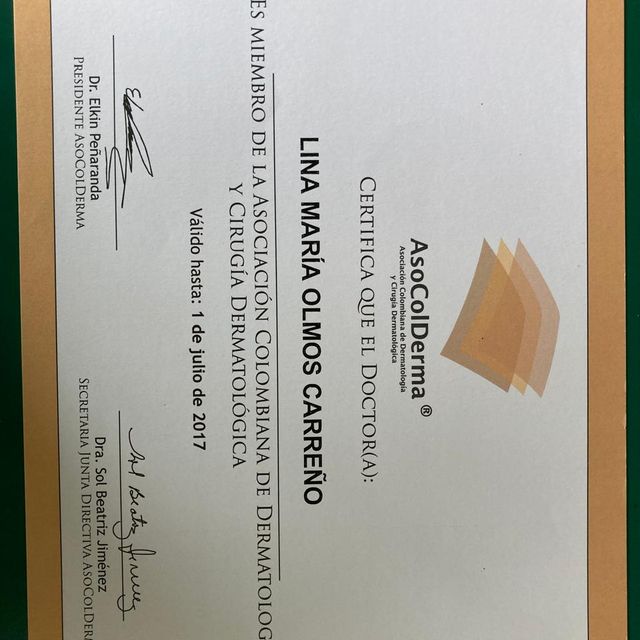 AsoColDerma®
Asociación Colombiana de Dermatología
y Cirugía Dermatológica
CERTIFICA QUE EL DOCTOR(A):
LINA MARÍA OLMOS CARREÑO
ES MIEMBRO DE LA ASOCIACIÓN COLOMBIANA DE DERMATOLOG
Y CIRUGÍA DERMATOLÓGICA
Válido hasta: 1 de julio de 2017
Dr. Elkin Peñaranda
PRESIDENTE ASOCOLDERMA
Dra. Sol Beatriz Jiménez
SECRETARIA JUNTA DIRECTIVA ASOCOLDER